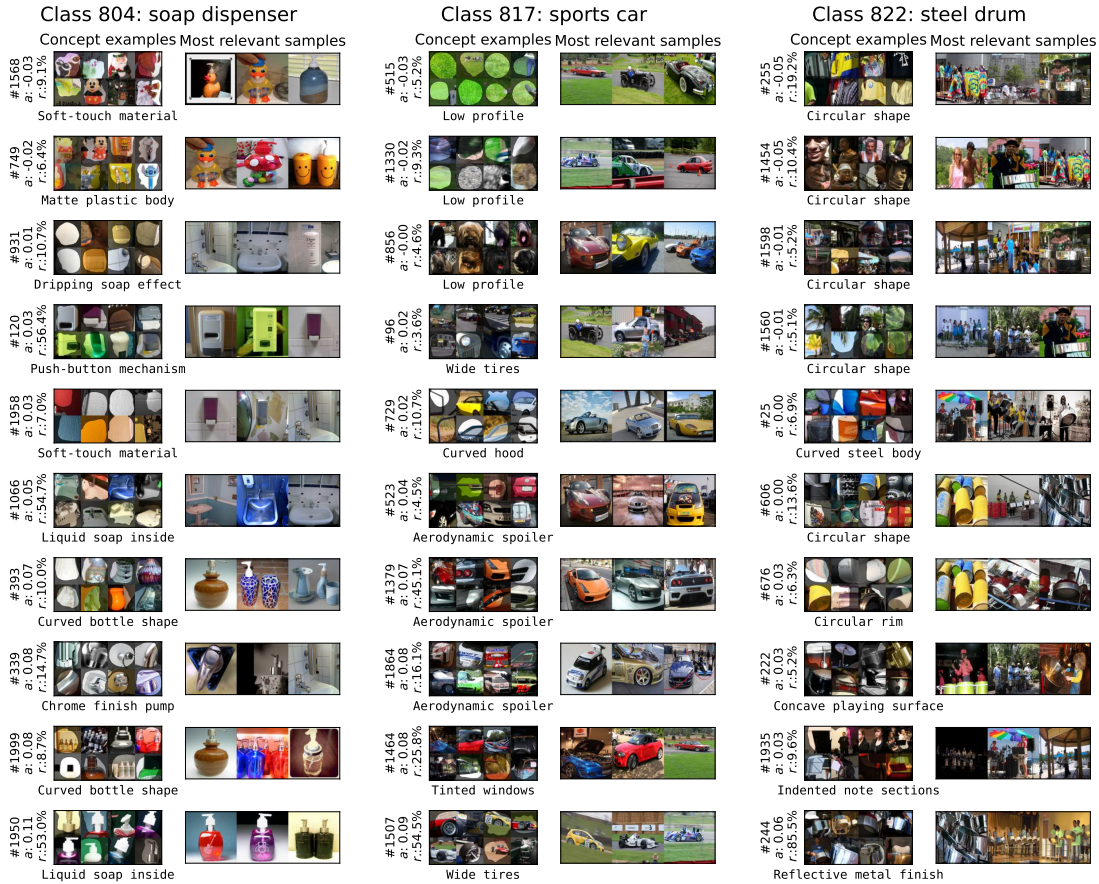 Class 804: soap dispenser
Concept examples Most relevant samples
#1568
a: -0.03
r.:9.1%
Soft-touch material
#749
a: -0.02
r.:6.4%
Matte plastic body
#931
a: 0.01
r.:10.7%
Dripping soap effect
#120
a: 0.03
r.:56.4%
Push-button mechanism
#1958
a: 0.03
r.:7.0%
Soft-touch material
#1066
a: 0.05
r.:54.7%
Liquid soap inside
#393
a: 0.07
r.:10.0%
Curved bottle shape
#339
a: 0.08
r.:14.7%
Chrome finish pump
#1999
a: 0.08
r.:8.7%
Curved bottle shape
#1950
a: 0.11
r.:53.0%
Liquid soap inside
Class 817: sports car
Concept examples Most relevant samples
#515
a: -0.03
r.:5.2%
Low profile
#1330
a: -0.02
r.:9.3%
Low profile
#856
a: -0.00
r.:4.6%
Low profile
#96
a: 0.02
r.:3.6%
Wide tires
#729
a: 0.02
r.:10.7%
Curved hood
#523
a: 0.04
r.:4.5%
Aerodynamic spoiler
#1379
a: 0.07
r.:45.1%
Aerodynamic spoiler
#1864
a: 0.08
r.:16.1%
Aerodynamic spoiler
#1464
a: 0.08
r.:25.8%
Tinted windows
#1507
a: 0.09
r.:54.5%
Wide tires
Class 822: steel drum
Concept examples Most relevant samples
#255
a: -0.05
r.:19.2%
Circular shape
#1454
a: -0.05
r.:10.4%
Circular shape
#1598
a: -0.01
r.:5.2%
Circular shape
#1560
a: -0.01
r.:5.1%
Circular shape
#25
a: 0.00
r.:6.9%
Curved steel body
#606
a: 0.00
r.:13.6%
Circular shape
#676
a: 0.03
r.:6.3%
Circular rim
#222
a: 0.03
r.:5.2%
Concave playing surface
#1935
a: 0.03
r.:9.6%
Indented note sections
#244
a: 0.06
r.:85.5%
Reflective metal finish